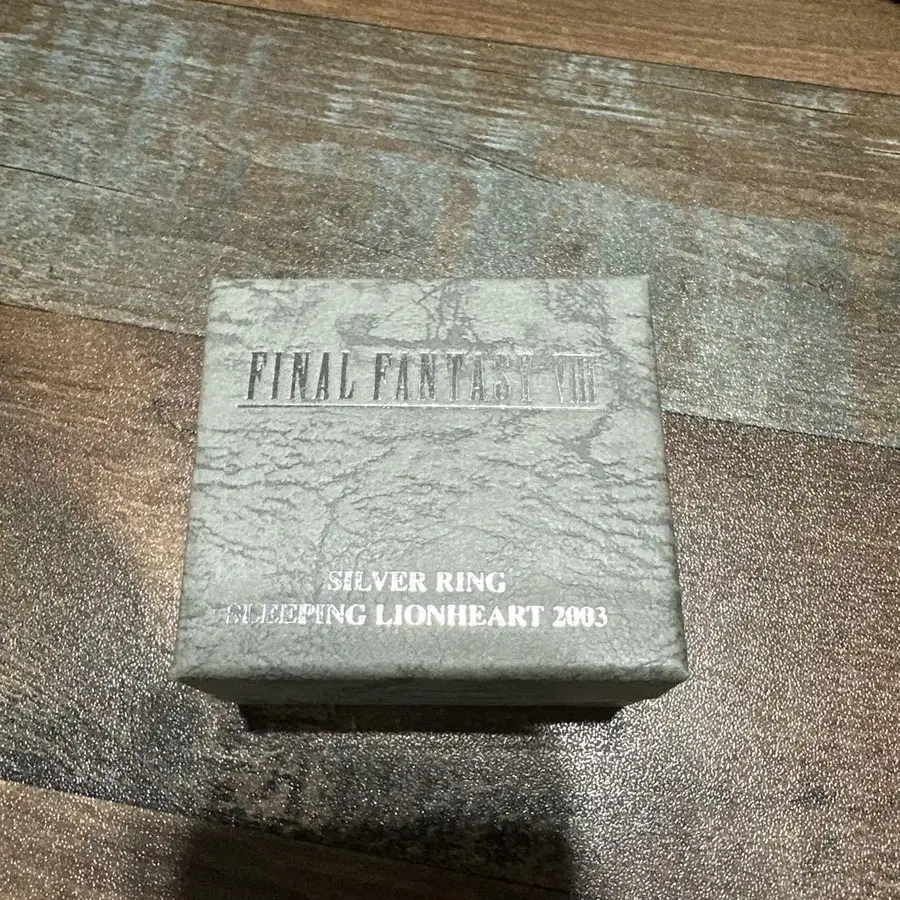 FINAL FANTASY VIII
SILVER RING
SLEEPING LIONHEART 2003